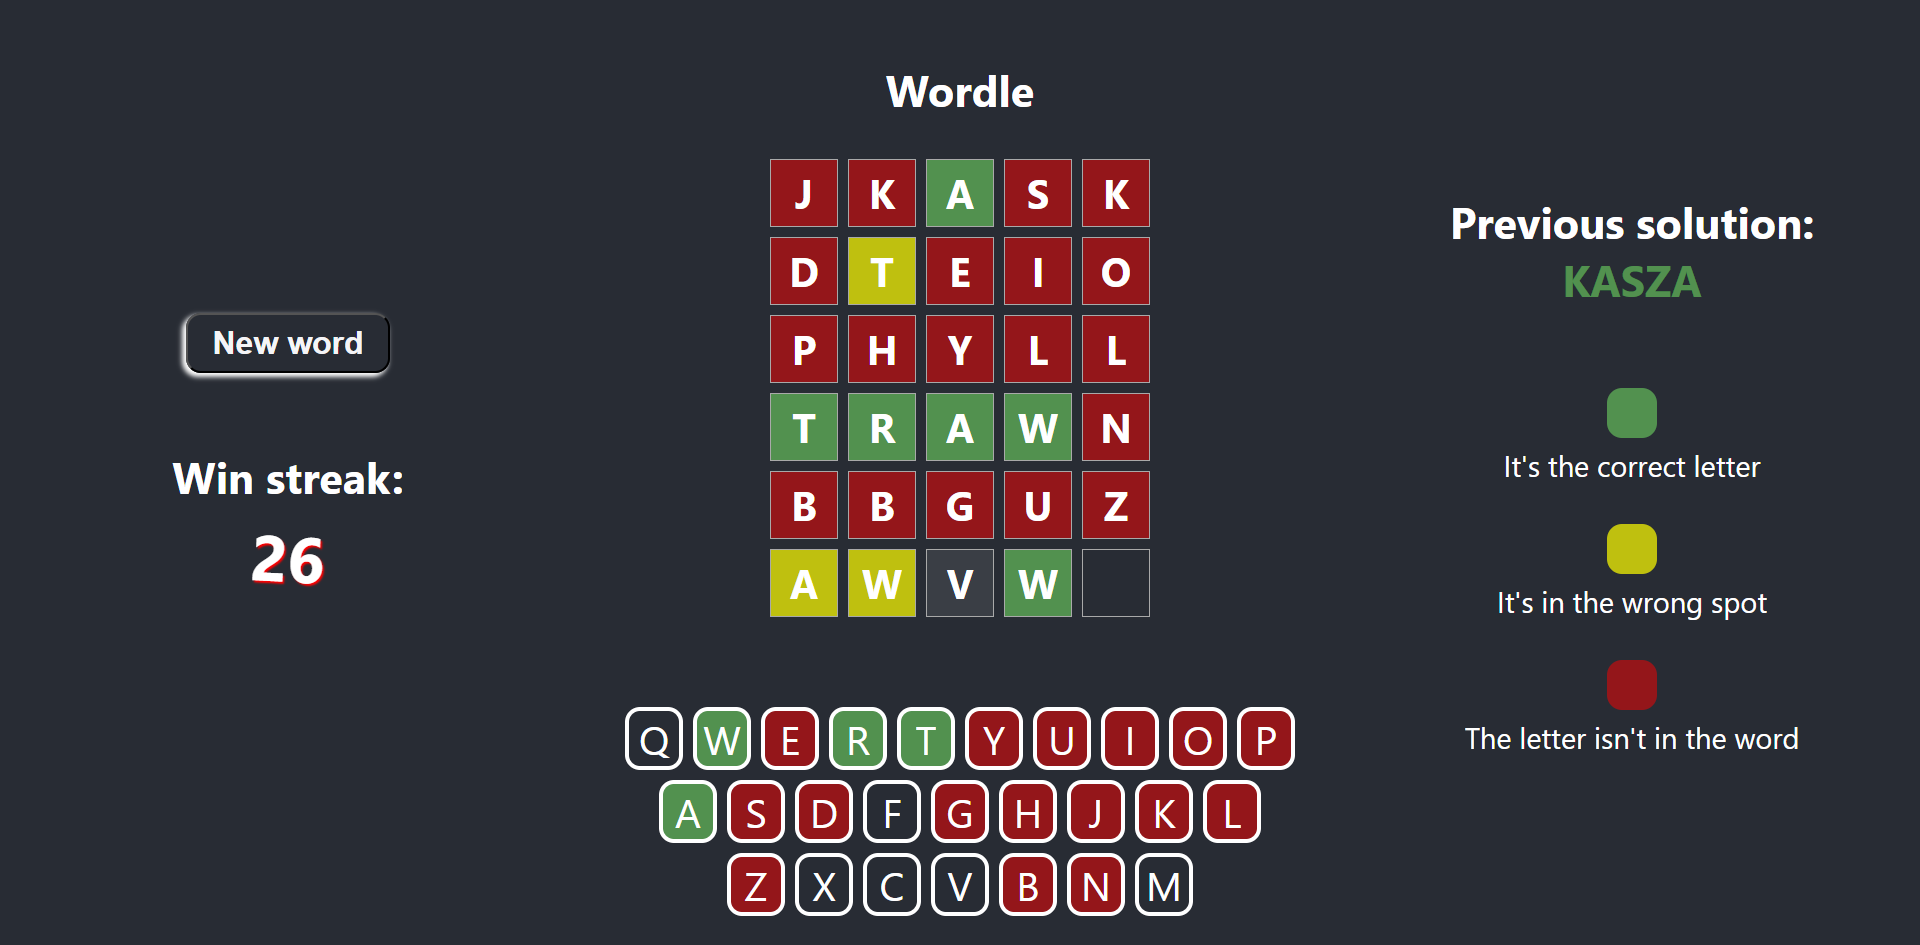 Wordle
J K A S K
D T E I O
P H Y L L
T R A W N
B B G U Z
A W V W
New word
Win streak:
26
Previous solution:
KASZA
It's the correct letter
It's in the wrong spot
The letter isn't in the word
Q W E R T Y U I O P
A S D F G H J K L
Z X C V B N M